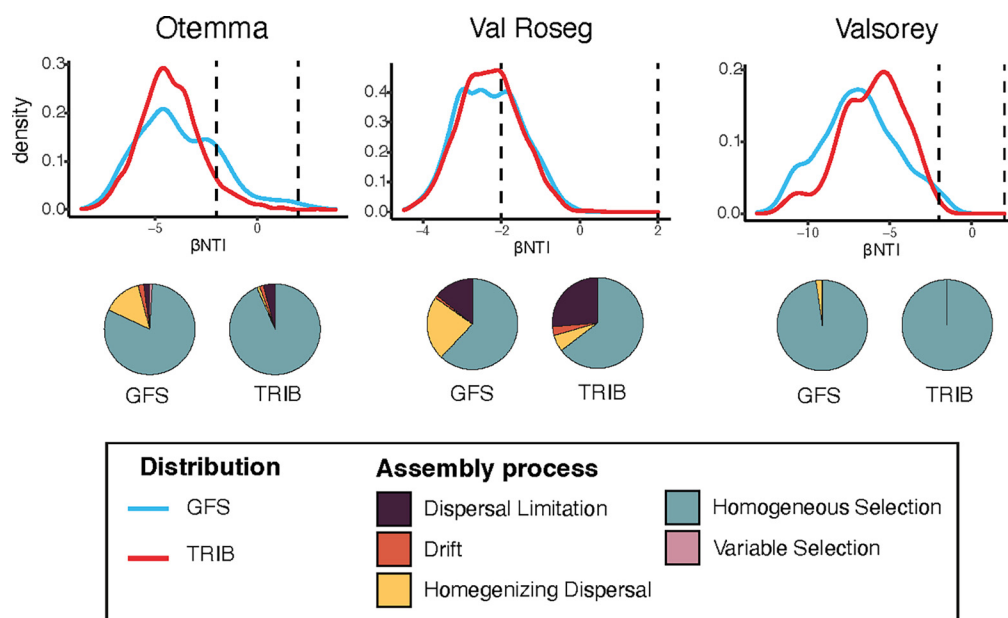 Otemma
Val Roseg
Valsorey
density
0.3
0.2
0.1
0.0
-5
0
βNTI
0.4
0.3
0.2
0.1
0.0
-4
-2
0
2
βNTI
0.2
0.1
0.0
-10
-5
0
βNTI
GFS
TRIB
GFS
TRIB
GFS
TRIB
Distribution
GFS
TRIB
Assembly process
Dispersal Limitation
Drift
Homegenizing Dispersal
Homogeneous Selection
Variable Selection